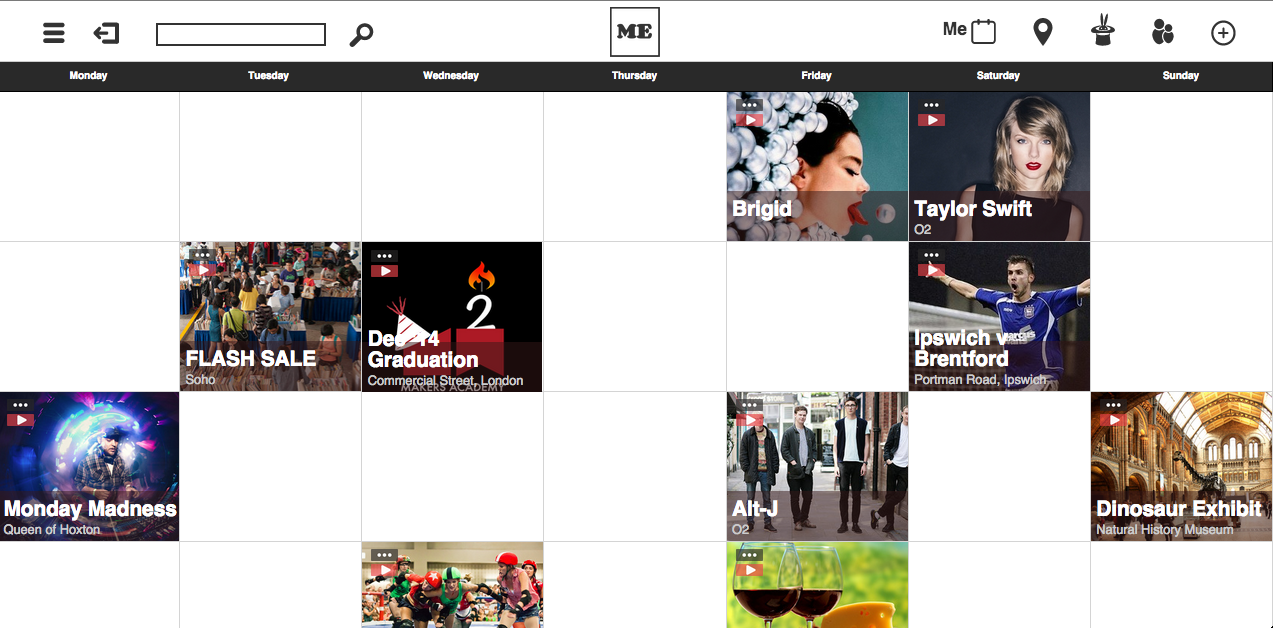 ME
Me
Monday Tuesday Wednesday Thursday Friday Saturday Sunday
Brigid
Taylor Swift
O2
FLASH SALE
Soho
2
Dec '14
Graduation
Commercial Street, London
MAKERS ACADEMY
Ipswich v
Brentford
Portman Road, Ipswich
Monday Madness
Queen of Hoxton
STORE
Alt-J
O2
Dinosaur Exhibit
Natural History Museum